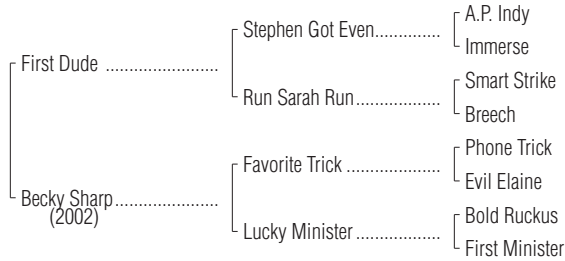 A.P. Indy
Stephen Got Even..............
Immerse
First Dude ........................
Smart Strike
Run Sarah Run..................
Breech
Phone Trick
Favorite Trick ....................
Evil Elaine
Becky Sharp......................
(2002)
Bold Ruckus
Lucky Minister ..................
First Minister